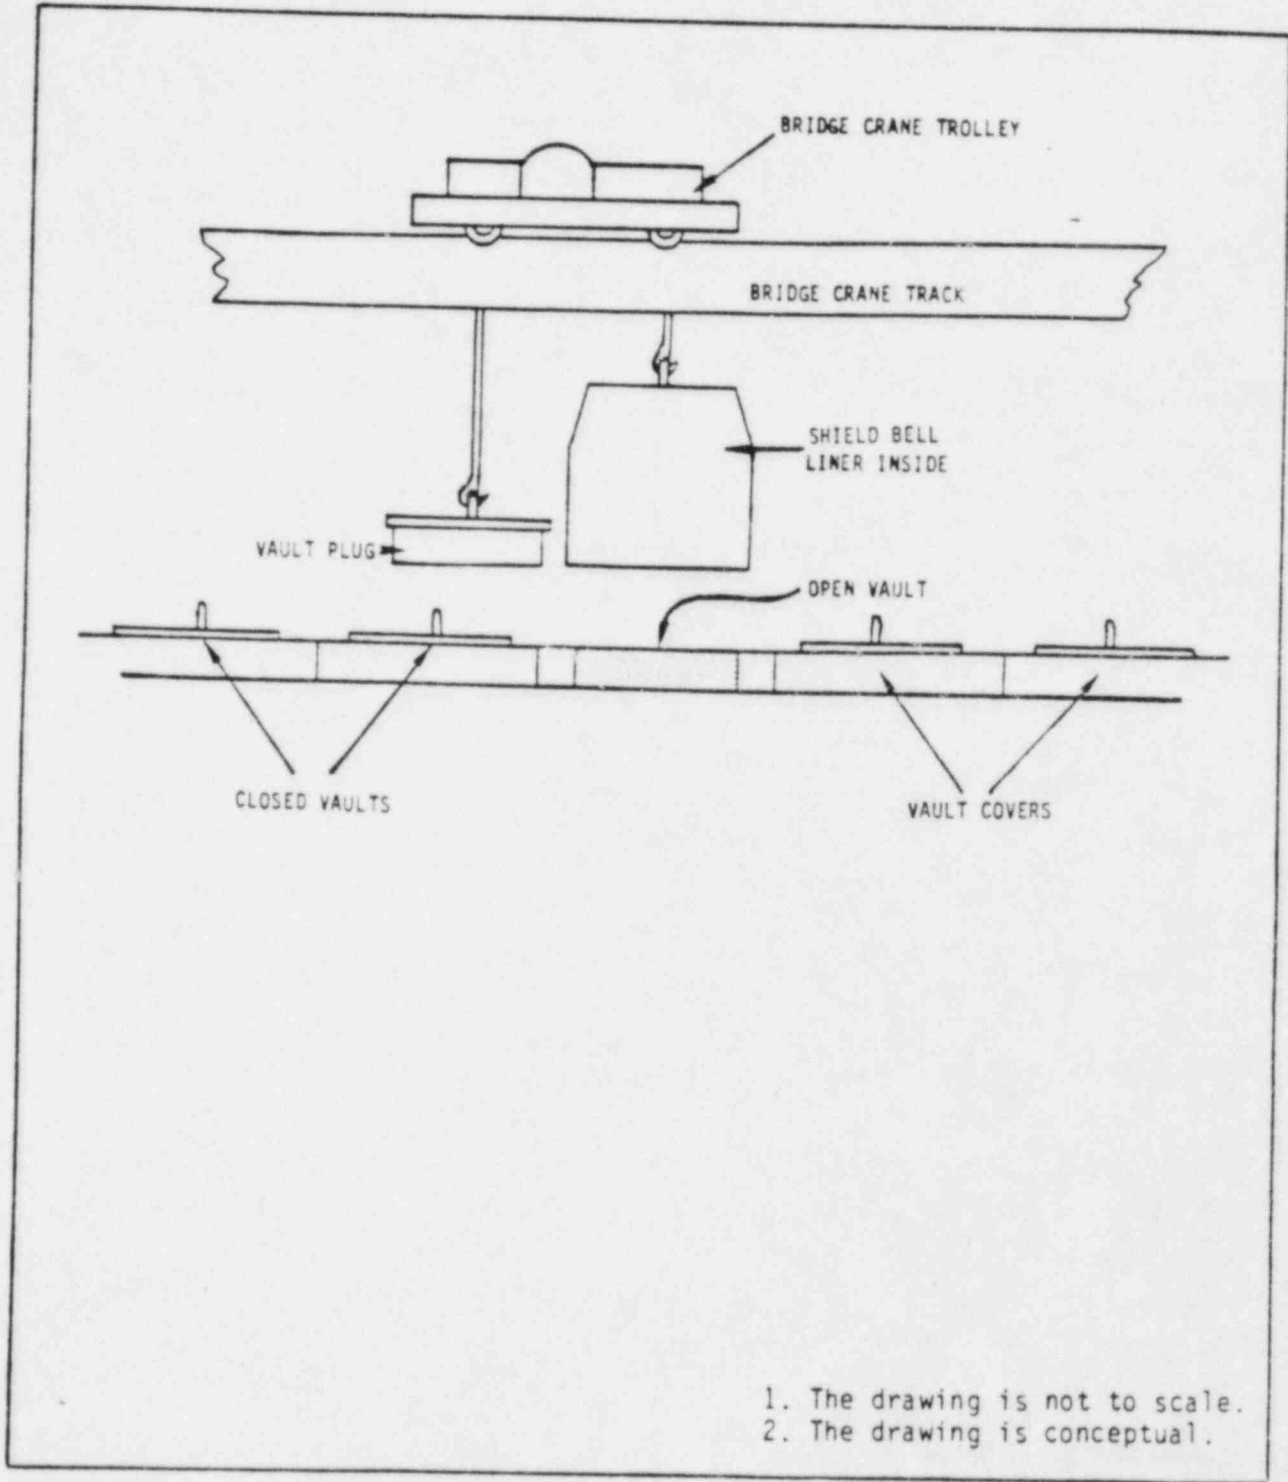 BRIDGE CRANE TROLLEY
BRIDGE CRANE TRACK
SHIELD BELL
LINER INSIDE
VAULT PLUG
OPEN VAULT
CLOSED VAULTS
VAULT COVERS
1. The drawing is not to scale.
2. The drawing is conceptual.